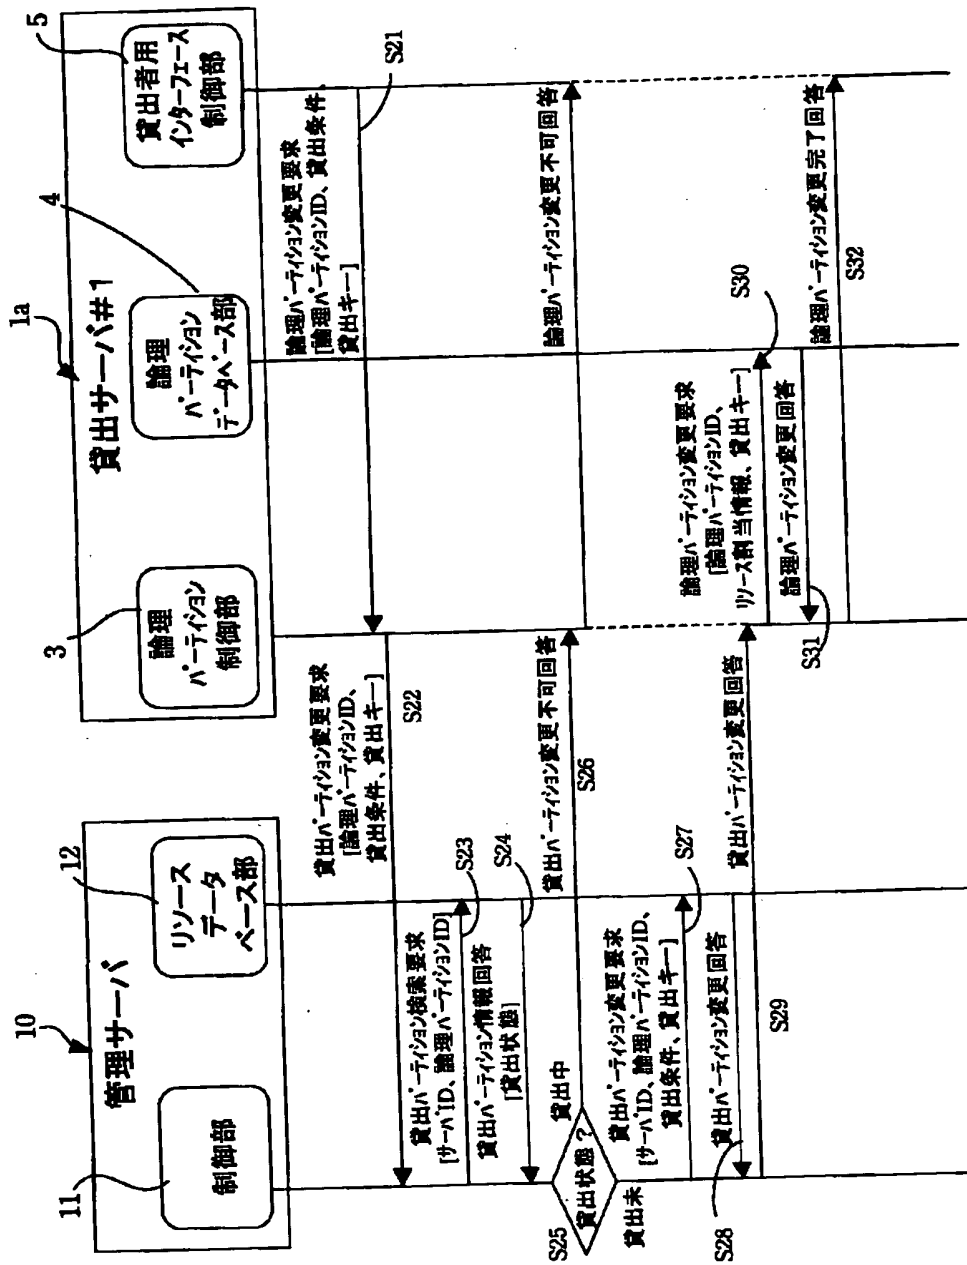 10
管理サーバ
11
制御部
12
リソース
データ
ベース部
1a
貸出サーバ#1
3
論理
パーティション
制御部
4
論理
パーティション
データベース部
5
貸出者用
インターフェース
制御部
論理パーティション変更要求
[論理パーティションID、貸出条件、
貸出キー]
S21
貸出パーティション変更要求
[論理パーティションID、
貸出条件、貸出キー]
S22
貸出パーティション検索要求
[サーバID、論理パーティションID]
S23
貸出パーティション情報回答
[貸出状態]
S24
S25
貸出状態?
貸出中
貸出パーティション変更不可回答
S26
論理パーティション変更不可回答
貸出未
貸出パーティション変更要求
[サーバID、論理パーティションID、
貸出条件、貸出キー]
S27
貸出パーティション変更回答
S28
貸出パーティション変更回答
S29
論理パーティション変更要求
[論理パーティションID、
リソース割当情報、貸出キー]
S30
論理パーティション変更回答
S31
論理パーティション変更完了回答
S32